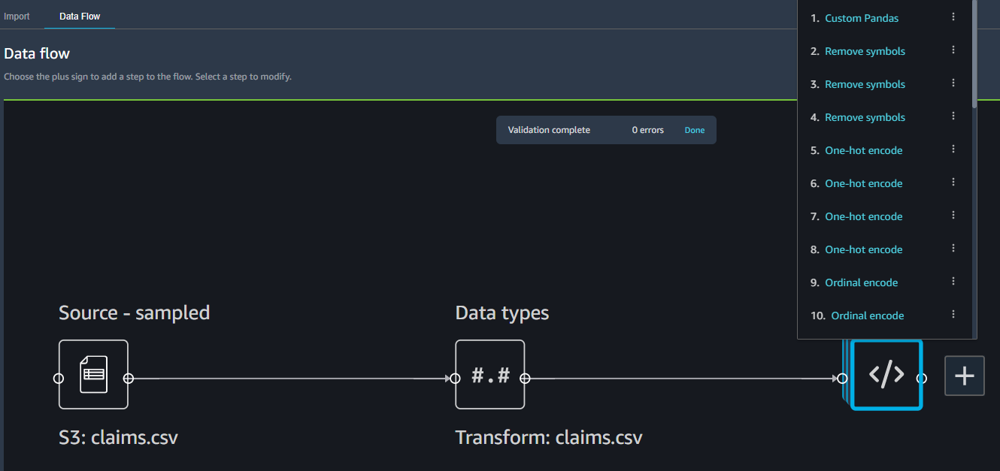 Import Data Flow
Data flow
Choose the plus sign to add a step to the flow. Select a step to modify.
Validation complete 0 errors Done
1. Custom Pandas
2. Remove symbols
3. Remove symbols
4. Remove symbols
5. One-hot encode
6. One-hot encode
7. One-hot encode
8. One-hot encode
9. Ordinal encode
10. Ordinal encode
Source - sampled
Data types
#.#
</>
+
S3: claims.csv
Transform: claims.csv